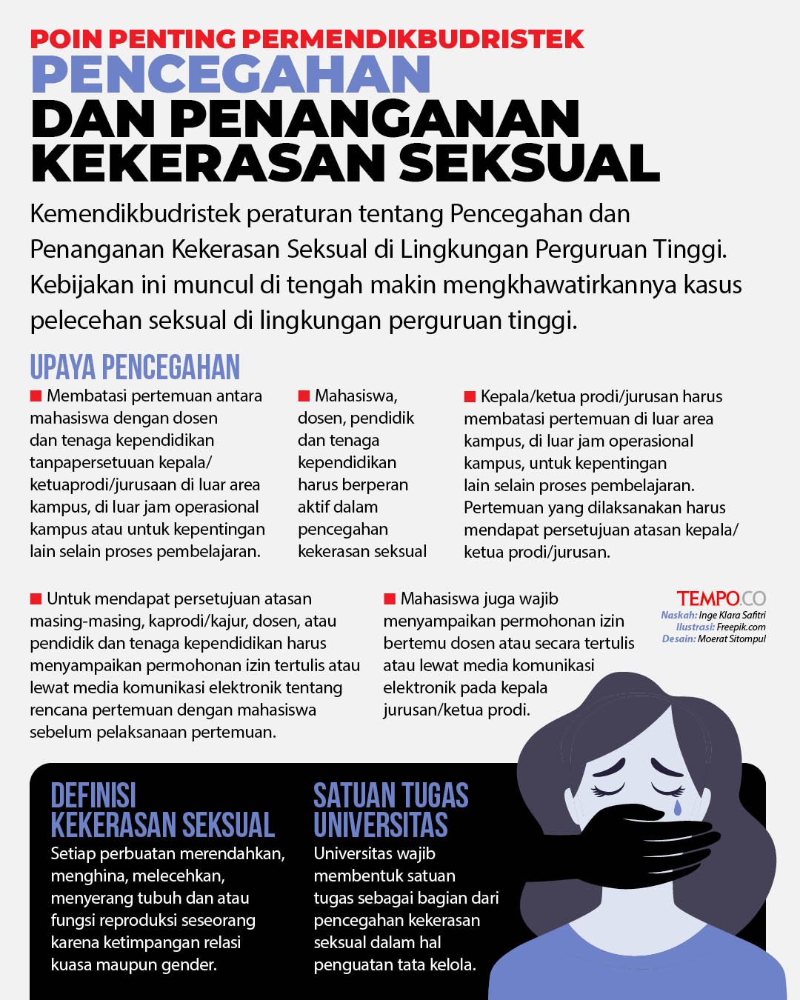 POIN PENTING PERMENDIKBUDRISTEK
PENCEGAHAN
DAN PENANGANAN
KEKERASAN SEKSUAL
Kemendikbudristek peraturan tentang Pencegahan dan
Penanganan Kekerasan Seksual di Lingkungan Perguruan Tinggi.
Kebijakan ini muncul di tengah makin mengkhawatirkannya kasus
pelecehan seksual di lingkungan perguruan tinggi.
UPAYA PENCEGAHAN
■ Membatasi pertemuan antara
mahasiswa dengan dosen
dan tenaga kependidikan
tanpapersetuuan kepala/
ketuaprodi/jurusaan di luar area
kampus, di luar jam operasional
kampus atau untuk kepentingan
lain selain proses pembelajaran.
■ Mahasiswa,
dosen, pendidik
dan tenaga
kependidikan
harus berperan
aktif dalam
pencegahan
kekerasan seksual
■ Kepala/ketua prodi/jurusan harus
membatasi pertemuan di luar area
kampus, di luar jam operasional
kampus, untuk kepentingan
lain selain proses pembelajaran.
Pertemuan yang dilaksanakan harus
mendapat persetujuan atasan kepala/
ketua prodi/jurusan.
■ Untuk mendapat persetujuan atasan
masing-masing, kaprodi/kajur, dosen, atau
pendidik dan tenaga kependidikan harus
menyampaikan permohonan izin tertulis atau
lewat media komunikasi elektronik tentang
rencana pertemuan dengan mahasiswa
sebelum pelaksanaan pertemuan.
■ Mahasiswa juga wajib
menyampaikan permohonan izin
bertemu dosen atau secara tertulis
atau lewat media komunikasi
elektronik pada kepala
jurusan/ketua prodi.
TEMPO.CO
Naskah: Inge Klara Safitri
Ilustrasi: Freepik.com
Desain: Moerat Sitompul
DEFINISI
KEKERASAN SEKSUAL
Setiap perbuatan merendahkan,
menghina, melecehkan,
menyerang tubuh dan atau
fungsi reproduksi seseorang
karena ketimpangan relasi
kuasa maupun gender.
SATUAN TUGAS
UNIVERSITAS
Universitas wajib
membentuk satuan
tugas sebagai bagian dari
pencegahan kekerasan
seksual dalam hal
penguatan tata kelola.